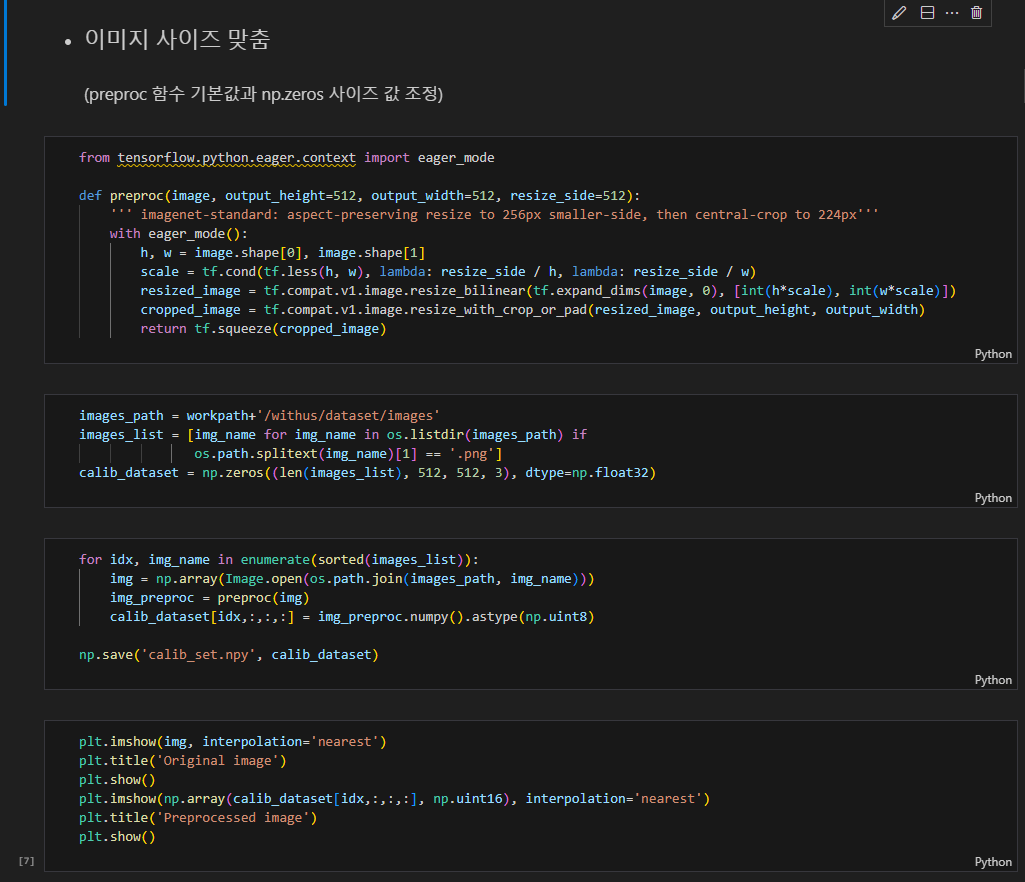 • 이미지 사이즈 맞춤
(preproc 함수 기본값과 np.zeros 사이즈 값 조정)
from tensorflow.python.eager.context import eager_mode
def preproc(image, output_height=512, output_width=512, resize_side=512):
''' imagenet-standard: aspect-preserving resize to 256px smaller-side, then central-crop to 224px'''
with eager_mode():
h, w = image.shape[0], image.shape[1]
scale = tf.cond(tf.less(h, w), lambda: resize_side / h, lambda: resize_side / w)
resized_image = tf.compat.v1.image.resize_bilinear(tf.expand_dims(image, 0), [int(h*scale), int(w*scale)])
cropped_image = tf.compat.v1.image.resize_with_crop_or_pad(resized_image, output_height, output_width)
return tf.squeeze(cropped_image)
Python
images_path = workpath+'/withus/dataset/images'
images_list = [img_name for img_name in os.listdir(images_path) if
os.path.splitext(img_name)[1] == '.png']
calib_dataset = np.zeros((len(images_list), 512, 512, 3), dtype=np.float32)
Python
for idx, img_name in enumerate(sorted(images_list)):
img = np.array(Image.open(os.path.join(images_path, img_name)))
img_preproc = preproc(img)
calib_dataset[idx,:,:,:] = img_preproc.numpy().astype(np.uint8)
np.save('calib_set.npy', calib_dataset)
Python
plt.imshow(img, interpolation='nearest')
plt.title('Original image')
plt.show()
plt.imshow(np.array(calib_dataset[idx,:,:,:], np.uint16), interpolation='nearest')
plt.title('Preprocessed image')
plt.show()
[7]
Python